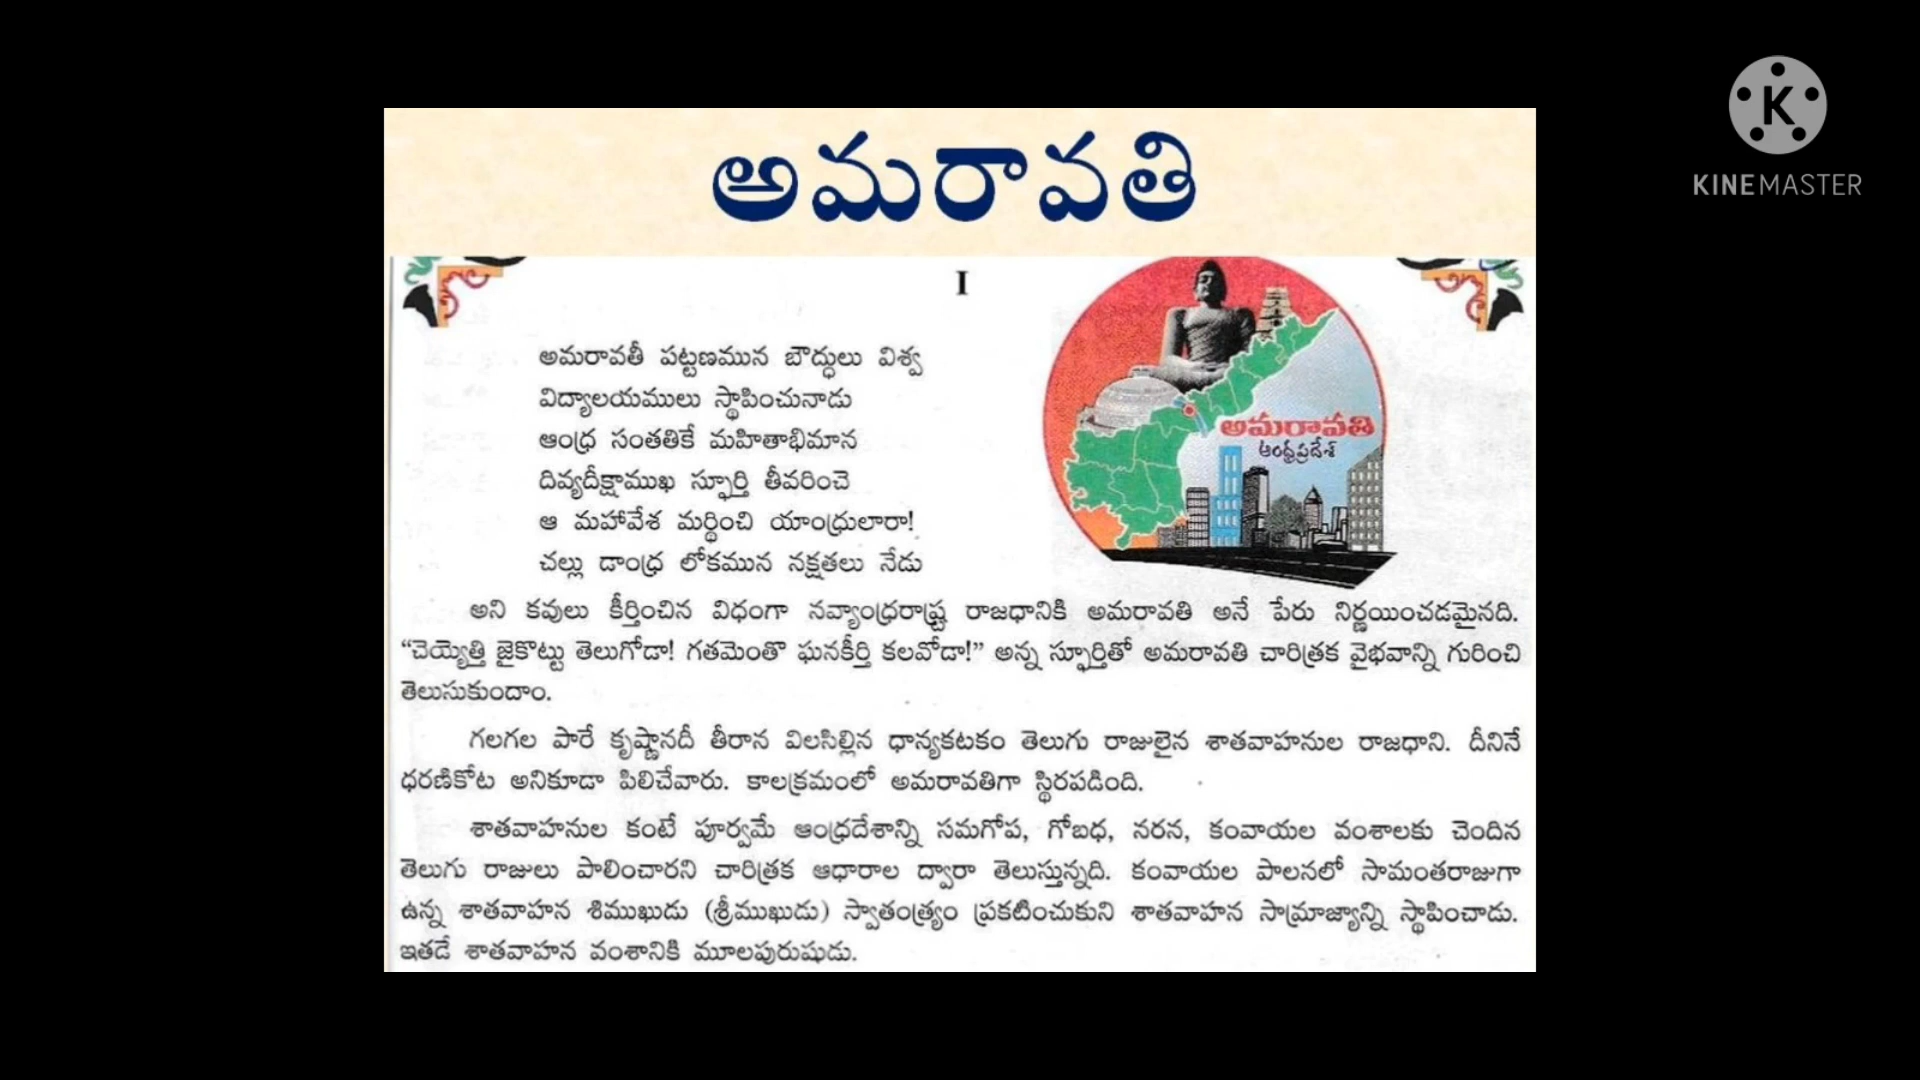 అమరావతి
KINEMASTER
I
అమరావతీ పట్టణమున బౌద్ధులు విశ్వ
విద్యాలయములు స్థాపించునాడు
ఆంధ్ర సంతతికే మహితాభిమాన
దివ్యదీక్షాముఖ స్ఫూర్తి తీవరించె
ఆ మహావేశ మర్థించి యాంధ్రులారా!
చల్లు డాంధ్ర లోకమున నక్షతలు నేడు
అమరావతి
ఆంధ్రప్రదేశ్
అని కవులు కీర్తించిన విధంగా నవ్యాంధ్రరాష్ట్ర రాజధానికి అమరావతి అనే పేరు నిర్ణయించడమైనది.
“చెయ్యెత్తి జైకొట్టు తెలుగోడా! గతమెంతొ ఘనకీర్తి కలవోడా!” అన్న స్ఫూర్తితో అమరావతి చారిత్రక వైభవాన్ని గురించి
తెలుసుకుందాం.
గలగల పారే కృష్ణానదీ తీరాన విలసిల్లిన ధాన్యకటకం తెలుగు రాజులైన శాతవాహనుల రాజధాని. దీనినే
ధరణికోట అనికూడా పిలిచేవారు. కాలక్రమంలో అమరావతిగా స్థిరపడింది.
శాతవాహనుల కంటే పూర్వమే ఆంధ్రదేశాన్ని సమగోప, గోబధ, నరన, కంవాయల వంశాలకు చెందిన
తెలుగు రాజులు పాలించారని చారిత్రక ఆధారాల ద్వారా తెలుస్తున్నది. కంవాయల పాలనలో సామంతరాజుగా
ఉన్న శాతవాహన శిముఖుడు (శ్రీముఖుడు) స్వాతంత్ర్యం ప్రకటించుకుని శాతవాహన సామ్రాజ్యాన్ని స్థాపించాడు.
ఇతడే శాతవాహన వంశానికి మూలపురుషుడు.